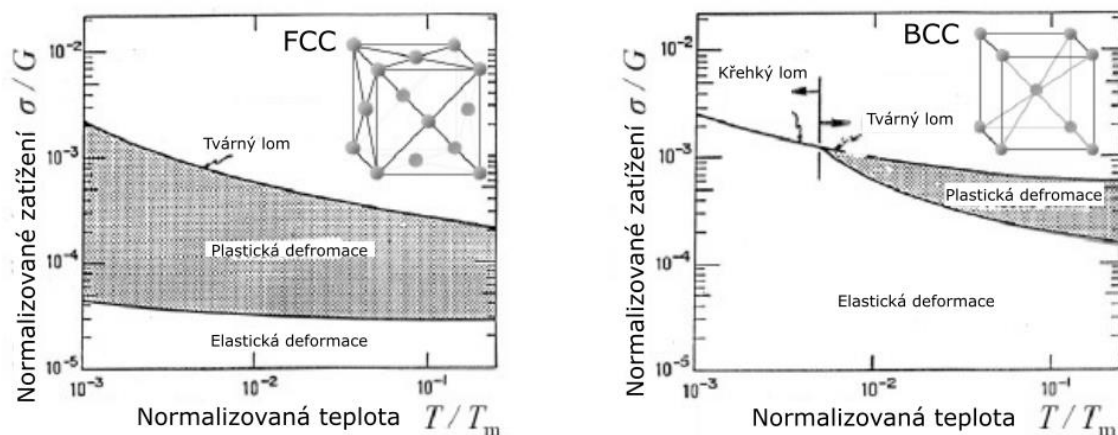 FCC
Normalizované zatížení σ / G
10⁻²
10⁻³
10⁻⁴
10⁻⁵
Tvárný lom
Plastická defromace
Elastická deformace
10⁻³
10⁻²
10⁻¹
Normalizovaná teplota T / Tₘ
BCC
Normalizované zatížení σ / G
10⁻²
10⁻³
10⁻⁴
10⁻⁵
Křehký lom
Tvárný lom
Plastická defromace
Elastická deformace
10⁻³
10⁻²
10⁻¹
Normalizovaná teplota T / Tₘ